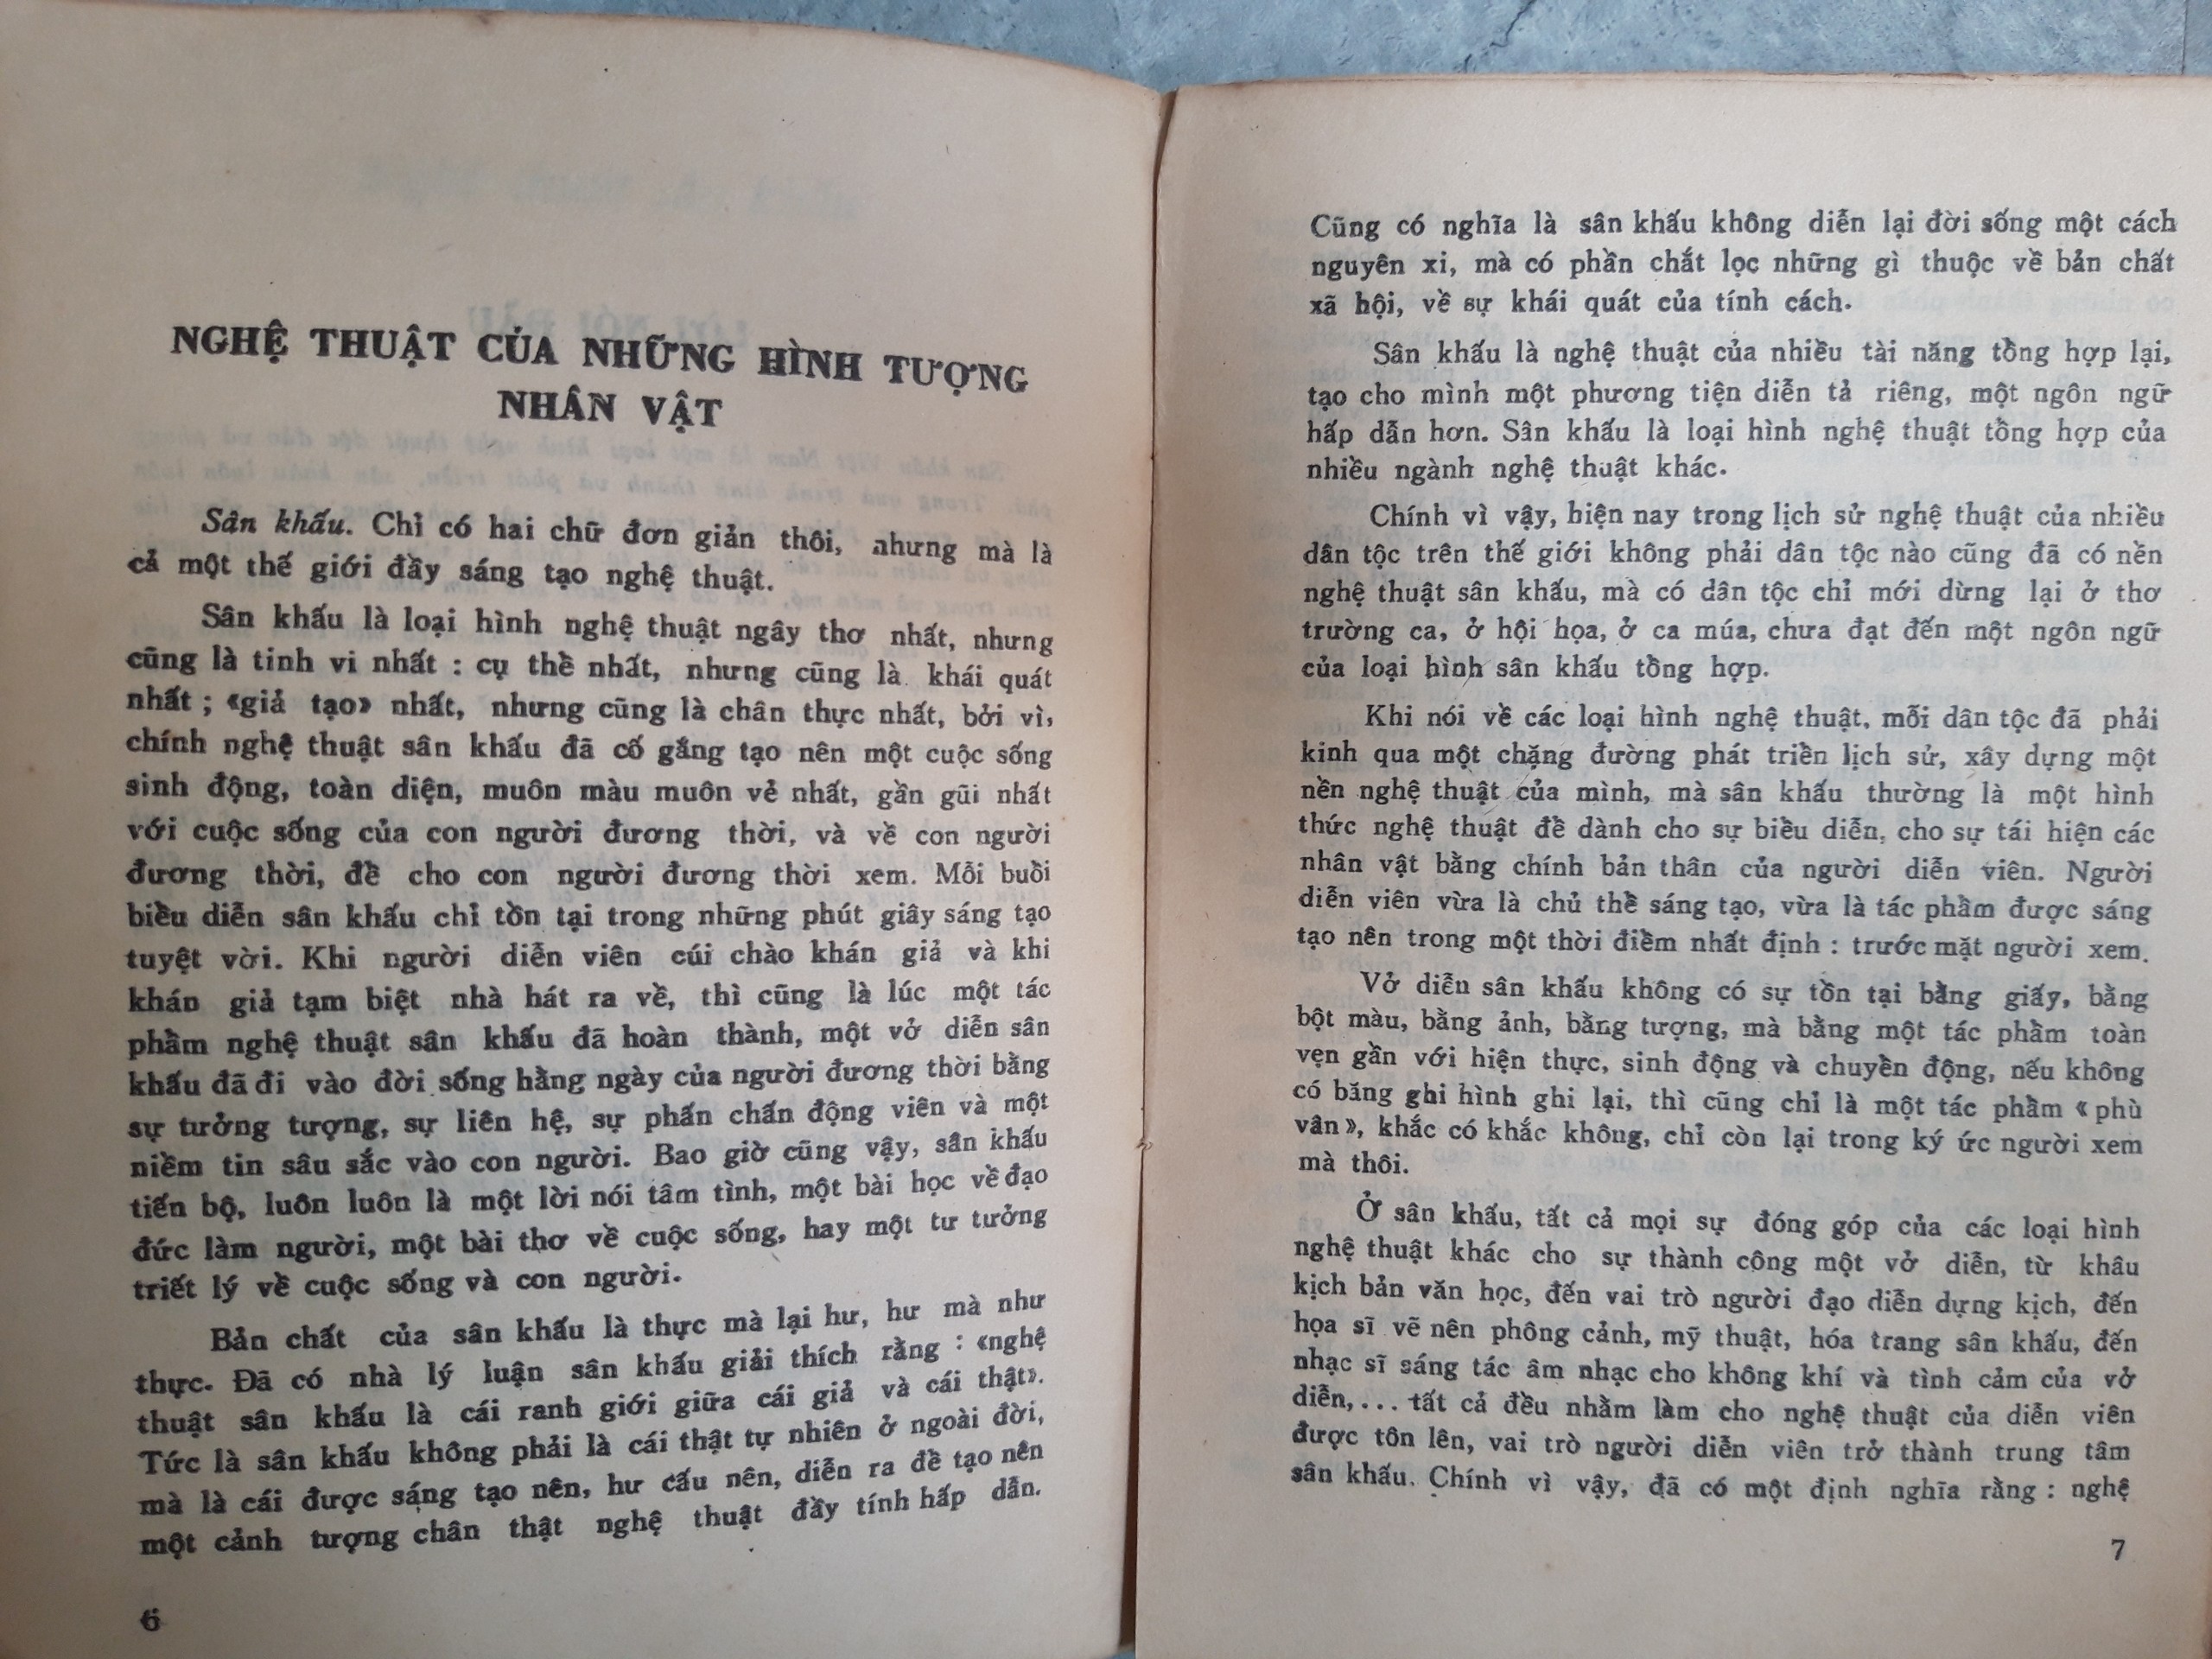 NGHỆ THUẬT CỦA NHỮNG HÌNH TƯỢNG
NHÂN VẬT
Sân khấu. Chỉ có hai chữ đơn giản thôi, nhưng mà là
cả một thế giới đầy sáng tạo nghệ thuật.
Sân khấu là loại hình nghệ thuật ngây thơ nhất, nhưng
cũng là tinh vi nhất : cụ thể nhất, nhưng cũng là khái quát
nhất ; «giả tạo» nhất, nhưng cũng là chân thực nhất, bởi vì,
chính nghệ thuật sân khấu đã cố gắng tạo nên một cuộc sống
sinh động, toàn diện, muôn màu muôn vẻ nhất, gần gũi nhất
với cuộc sống của con người đương thời, và về con người
đương thời, để cho con người đương thời xem. Mỗi buổi
biểu diễn sân khấu chỉ tồn tại trong những phút giây sáng tạo
tuyệt vời. Khi người diễn viên cúi chào khán giả và khi
khán giả tạm biệt nhà hát ra về, thì cũng là lúc một tác
phẩm nghệ thuật sân khấu đã hoàn thành, một vở diễn sân
khấu đã đi vào đời sống hằng ngày của người đương thời bằng
sự tưởng tượng, sự liên hệ, sự phấn chấn động viên và một
niềm tin sâu sắc vào con người. Bao giờ cũng vậy, sân khấu
tiến bộ, luôn luôn là một lời nói tâm tình, một bài học về đạo
đức làm người, một bài thơ về cuộc sống, hay một tư tưởng
triết lý về cuộc sống và con người.
Bản chất của sân khấu là thực mà lại hư, hư mà như
thực. Đã có nhà lý luận sân khấu giải thích rằng : «nghệ
thuật sân khấu là cái ranh giới giữa cái giả và cái thật».
Tức là sân khấu không phải là cái thật tự nhiên ở ngoài đời,
mà là cái được sáng tạo nên, hư cấu nên, diễn ra để tạo nên
một cảnh tượng chân thật nghệ thuật đầy tính hấp dẫn.
6
Cũng có nghĩa là sân khấu không diễn lại đời sống một cách
nguyên xi, mà có phần chắt lọc những gì thuộc về bản chất
xã hội, về sự khái quát của tính cách.
Sân khấu là nghệ thuật của nhiều tài năng tổng hợp lại,
tạo cho mình một phương tiện diễn tả riêng, một ngôn ngữ
hấp dẫn hơn. Sân khấu là loại hình nghệ thuật tổng hợp của
nhiều ngành nghệ thuật khác.
Chính vì vậy, hiện nay trong lịch sử nghệ thuật của nhiều
dân tộc trên thế giới không phải dân tộc nào cũng đã có nền
nghệ thuật sân khấu, mà có dân tộc chỉ mới dừng lại ở thơ
trường ca, ở hội họa, ở ca múa, chưa đạt đến một ngôn ngữ
của loại hình sân khấu tổng hợp.
Khi nói về các loại hình nghệ thuật, mỗi dân tộc đã phải
kinh qua một chặng đường phát triển lịch sử, xây dựng một
nền nghệ thuật của mình, mà sân khấu thường là một hình
thức nghệ thuật để dành cho sự biểu diễn, cho sự tái hiện các
nhân vật bằng chính bản thân của người diễn viên. Người
diễn viên vừa là chủ thể sáng tạo, vừa là tác phẩm được sáng
tạo nên trong một thời điểm nhất định : trước mặt người xem.
Vở diễn sân khấu không có sự tồn tại bằng giấy, bằng
bột màu, bằng ảnh, bằng tượng, mà bằng một tác phẩm toàn
vẹn gần với hiện thực, sinh động và chuyển động, nếu không
có băng ghi hình ghi lại, thì cũng chỉ là một tác phẩm « phù
vân», khắc có khắc không, chỉ còn lại trong ký ức người xem
mà thôi.
Ở sân khấu, tất cả mọi sự đóng góp của các loại hình
nghệ thuật khác cho sự thành công một vở diễn, từ khâu
kịch bản văn học, đến vai trò người đạo diễn dựng kịch, đến
họa sĩ vẽ nên phông cảnh, mỹ thuật, hóa trang sân khấu, đến
nhạc sĩ sáng tác âm nhạc cho không khí và tình cảm của vở
diễn,... tất cả đều nhằm làm cho nghệ thuật của diễn viên
được tôn lên, vai trò người diễn viên trở thành trung tâm
sân khấu. Chính vì vậy, đã có một định nghĩa rằng : nghệ
7